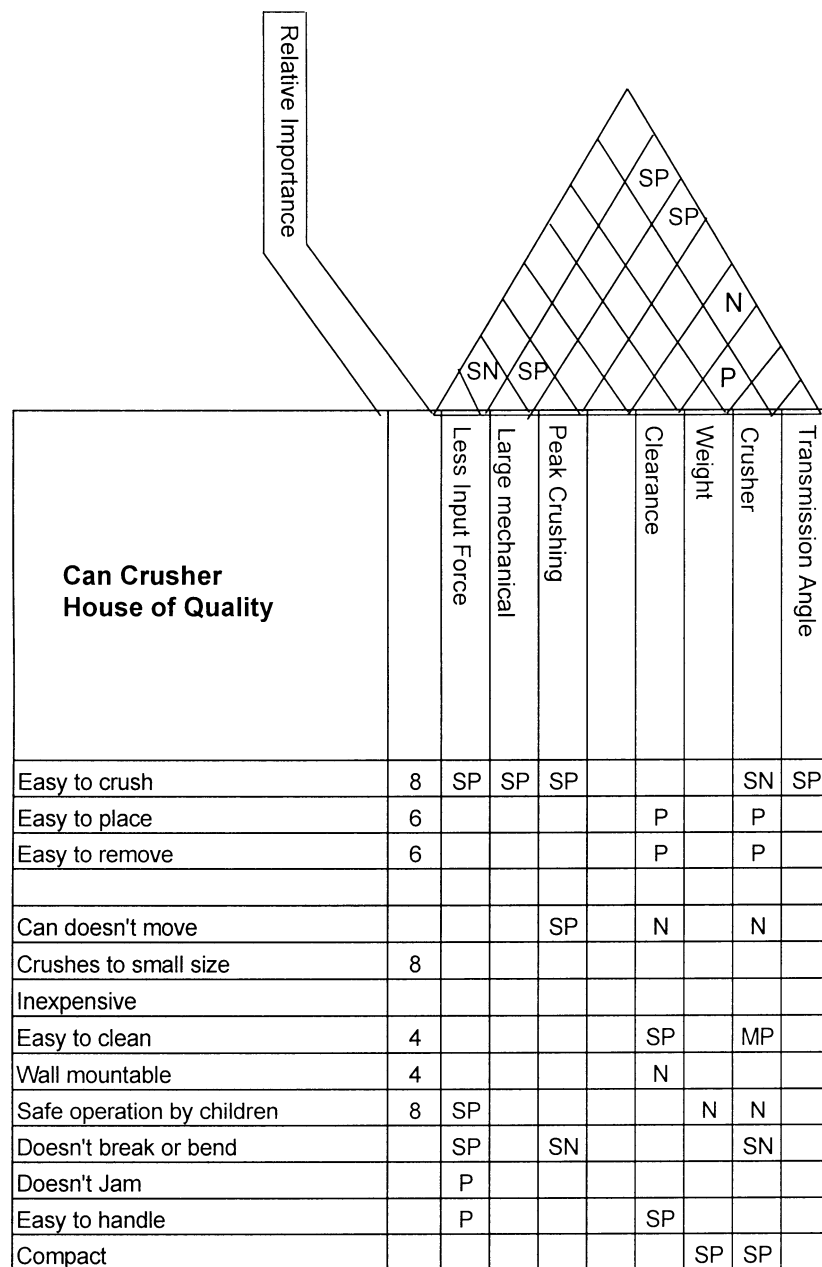 Relative Importance
SP
SP
N
SN SP P
Can Crusher
House of Quality
Less Input Force
Large mechanical
Peak Crushing
Clearance
Weight
Crusher
Transmission Angle
Easy to crush 8 SP SP SP SN SP
Easy to place 6 P P
Easy to remove 6 P P
Can doesn't move SP N N
Crushes to small size 8
Inexpensive
Easy to clean 4 SP MP
Wall mountable 4 N
Safe operation by children 8 SP N N
Doesn't break or bend SP SN SN
Doesn't Jam P
Easy to handle P SP
Compact SP SP